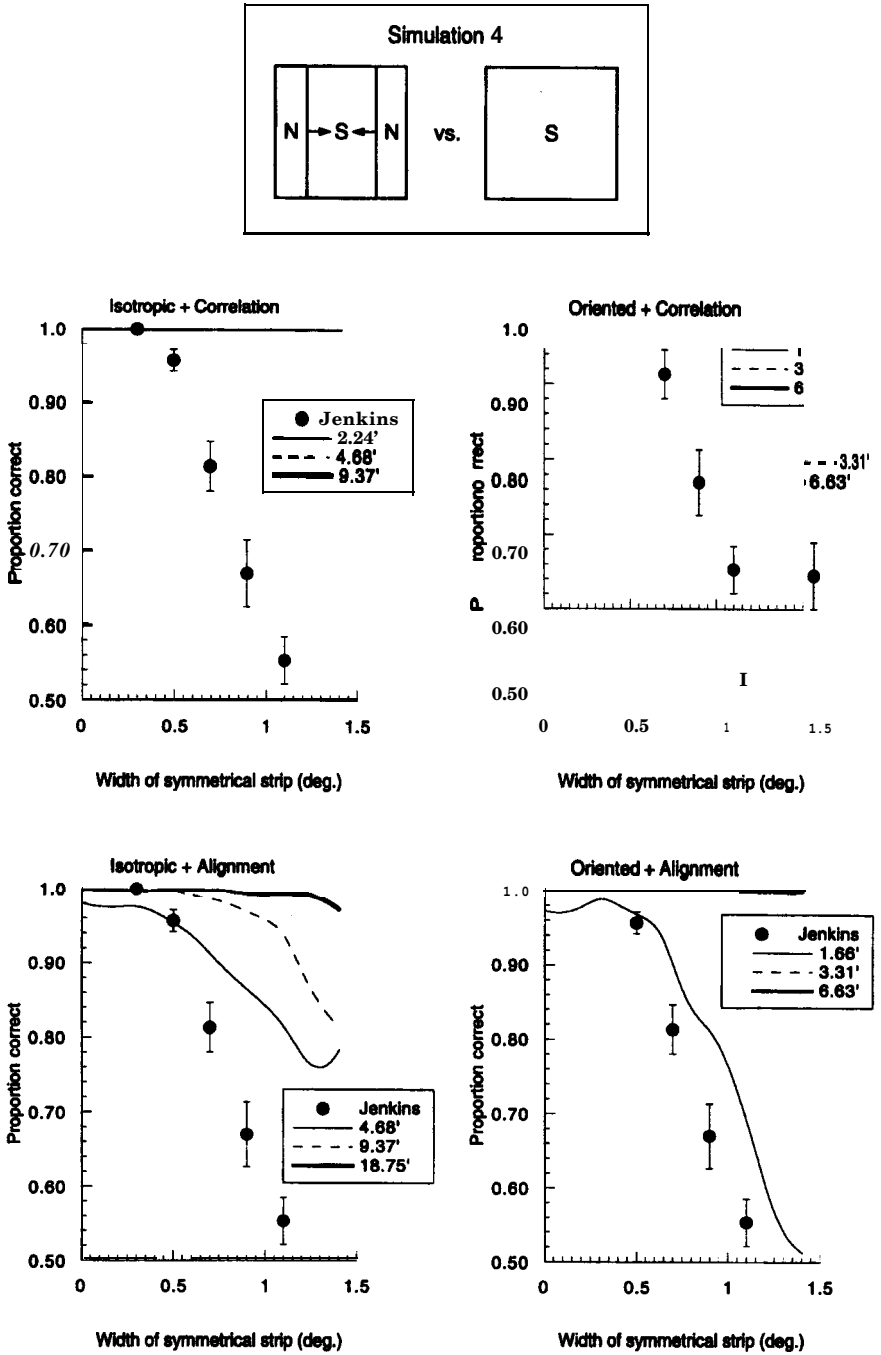 Simulation 4
N S N vs. S
Isotropic + Correlation
1.0
0.90
0.80
0.70
0.60
0.50
Proportion correct
Jenkins
2.24'
4.68'
9.37'
0 0.5 1 1.5
Width of symmetrical strip (deg.)
Oriented + Correlation
1.0
0.90
0.80
0.70
0.60
0.50
P roportiono rrect
1
3
6
3.31'
6.63'
I
0 0.5 1 1.5
Width of symmetrical strip (deg.)
Isotropic + Alignment
1.0
0.90
0.80
0.70
0.60
0.50
Proportion correct
Jenkins
4.68'
9.37'
18.75'
0 0.5 1 1.5
Width of symmetrical strip (deg.)
Oriented + Alignment
1.0
0.90
0.80
0.70
0.60
0.50
Proportion correct
Jenkins
1.66'
3.31'
6.63'
0 0.5 1 1.5
Width of symmetrical strip (deg.)